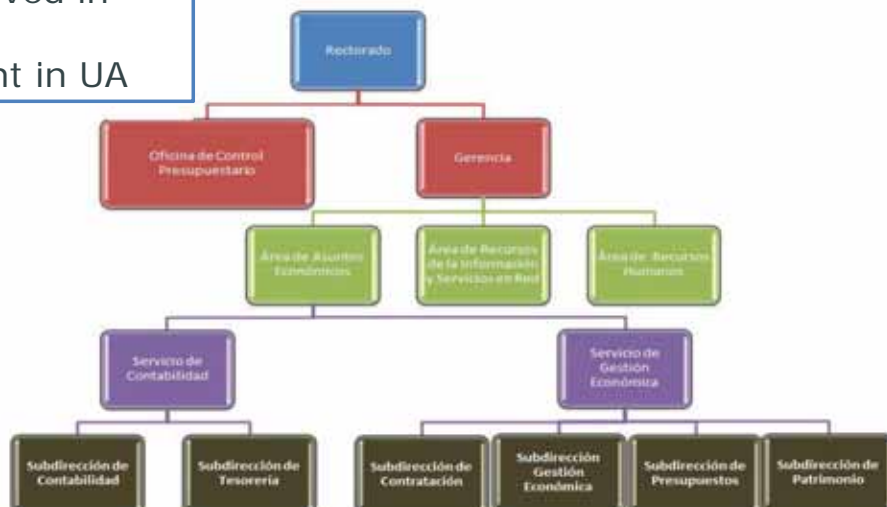 ved in
nt in UA
Rectorado
Oficina de Control
Presupuestario
Gerencia
Área de Asuntos
Económicos
Área de Recursos
de la Información
y Servicios en Red
Área de Recursos
Humanos
Servicio de
Contabilidad
Servicio de
Gestión
Económica
Subdirección de
Contabilidad
Subdirección de
Tesorería
Subdirección de
Contratación
Subdirección
Gestión
Económica
Subdirección de
Presupuestos
Subdirección de
Patrimonio